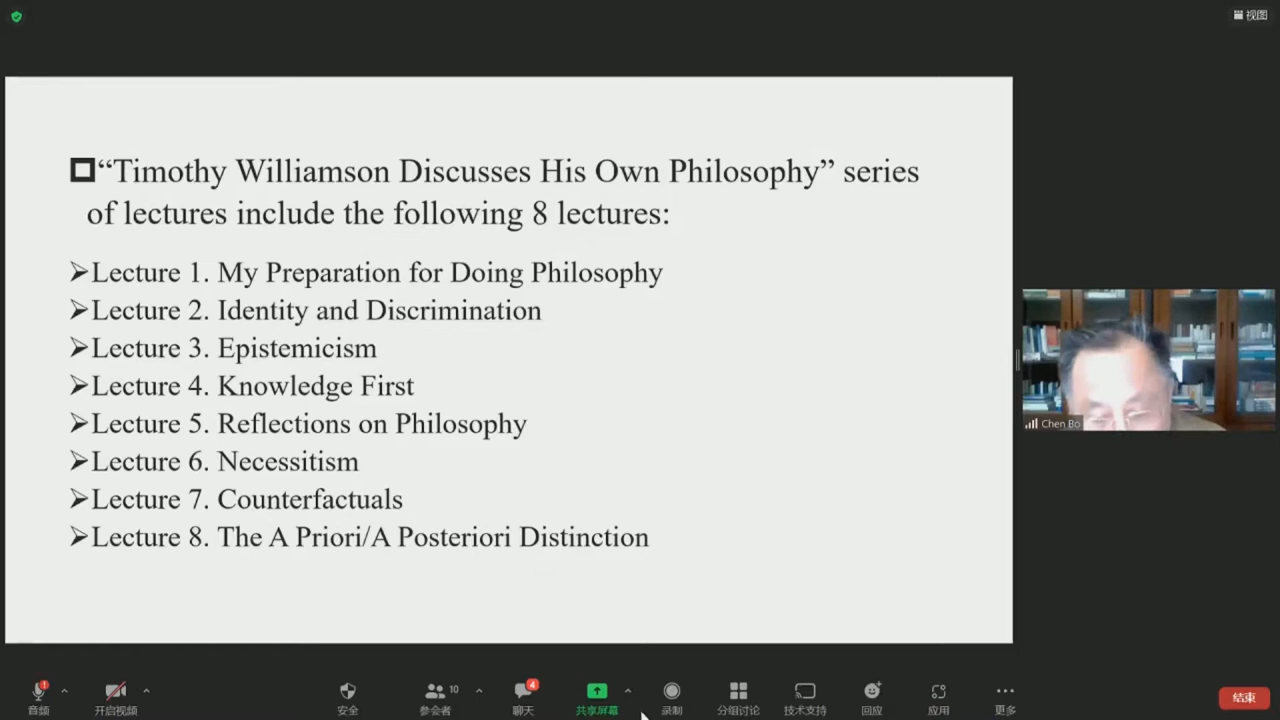 视图
“Timothy Williamson Discusses His Own Philosophy” series
of lectures include the following 8 lectures:
Lecture 1. My Preparation for Doing Philosophy
Lecture 2. Identity and Discrimination
Lecture 3. Epistemicism
Lecture 4. Knowledge First
Lecture 5. Reflections on Philosophy
Lecture 6. Necessitism
Lecture 7. Counterfactuals
Lecture 8. The A Priori/A Posteriori Distinction
Chen Bo
10
4
音频
开启视频
安全
参会者
聊天
共享屏幕
录制
分组讨论
技术支持
回应
应用
更多
结束